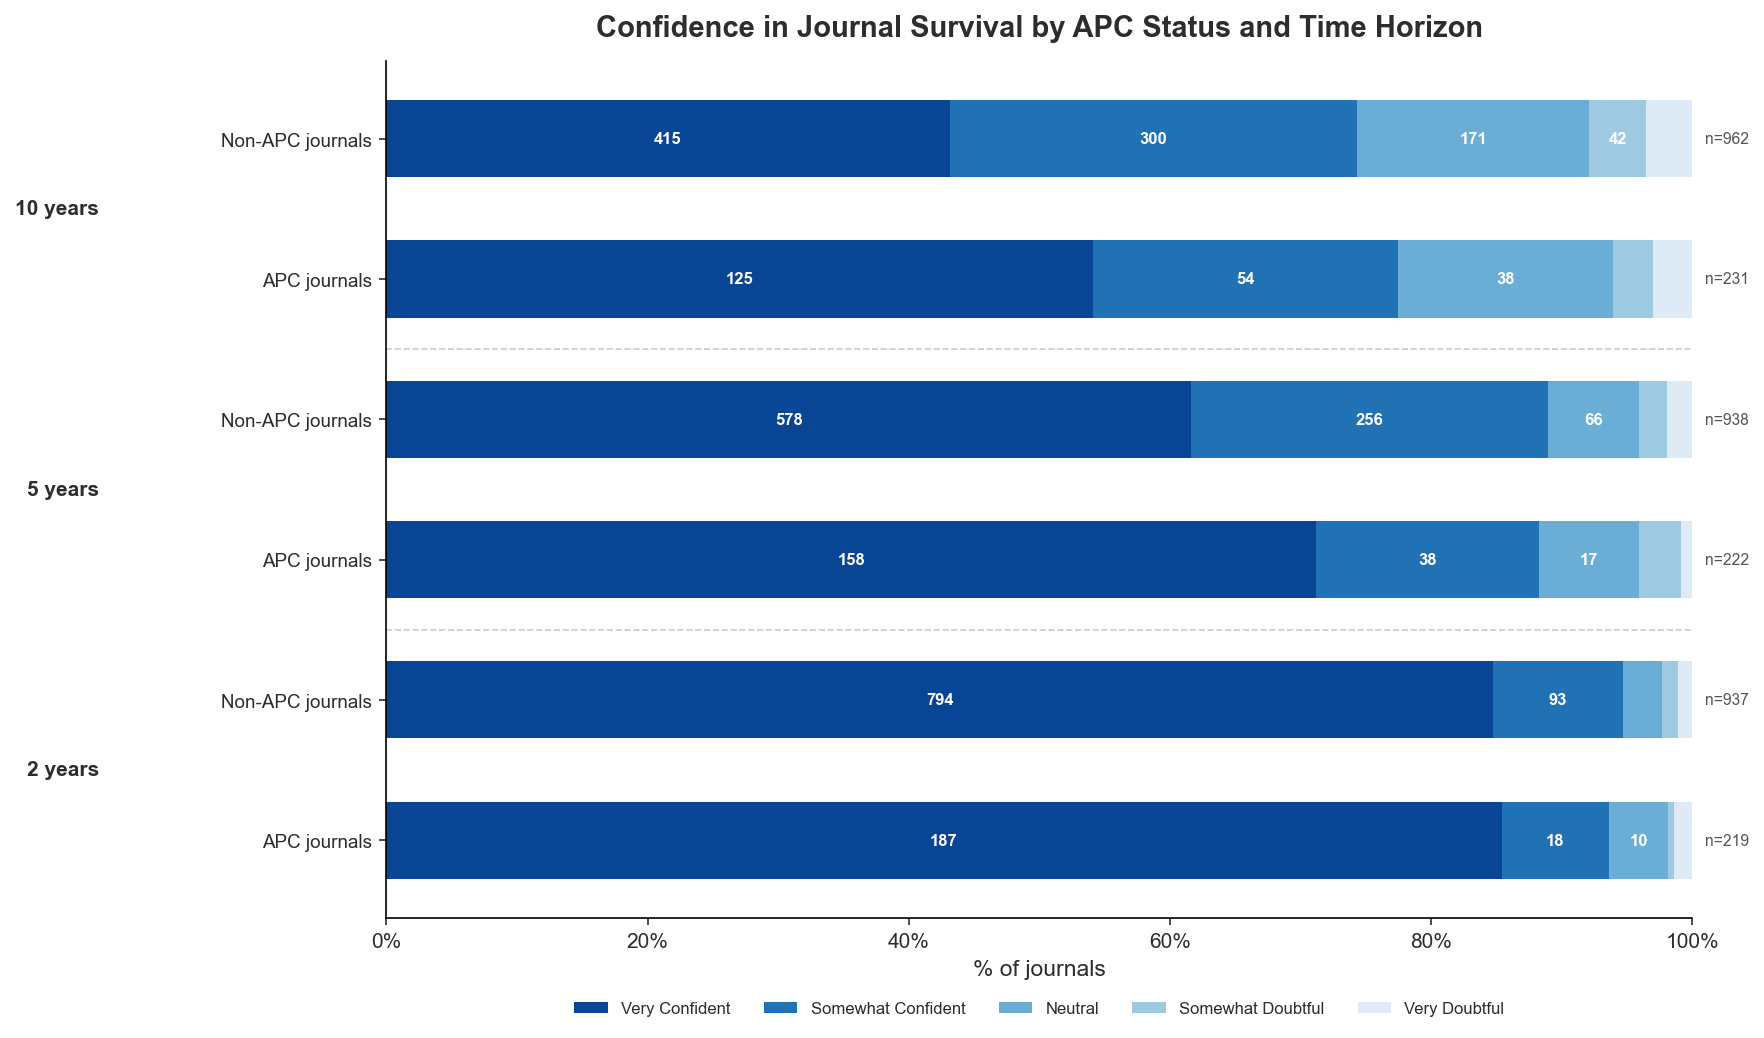 Confidence in Journal Survival by APC Status and Time Horizon
Non-APC journals 415 300 171 42 n=962
10 years
APC journals 125 54 38 n=231
Non-APC journals 578 256 66 n=938
5 years
APC journals 158 38 17 n=222
Non-APC journals 794 93 n=937
2 years
APC journals 187 18 10 n=219
0% 20% 40% 60% 80% 100%
% of journals
Very Confident Somewhat Confident Neutral Somewhat Doubtful Very Doubtful